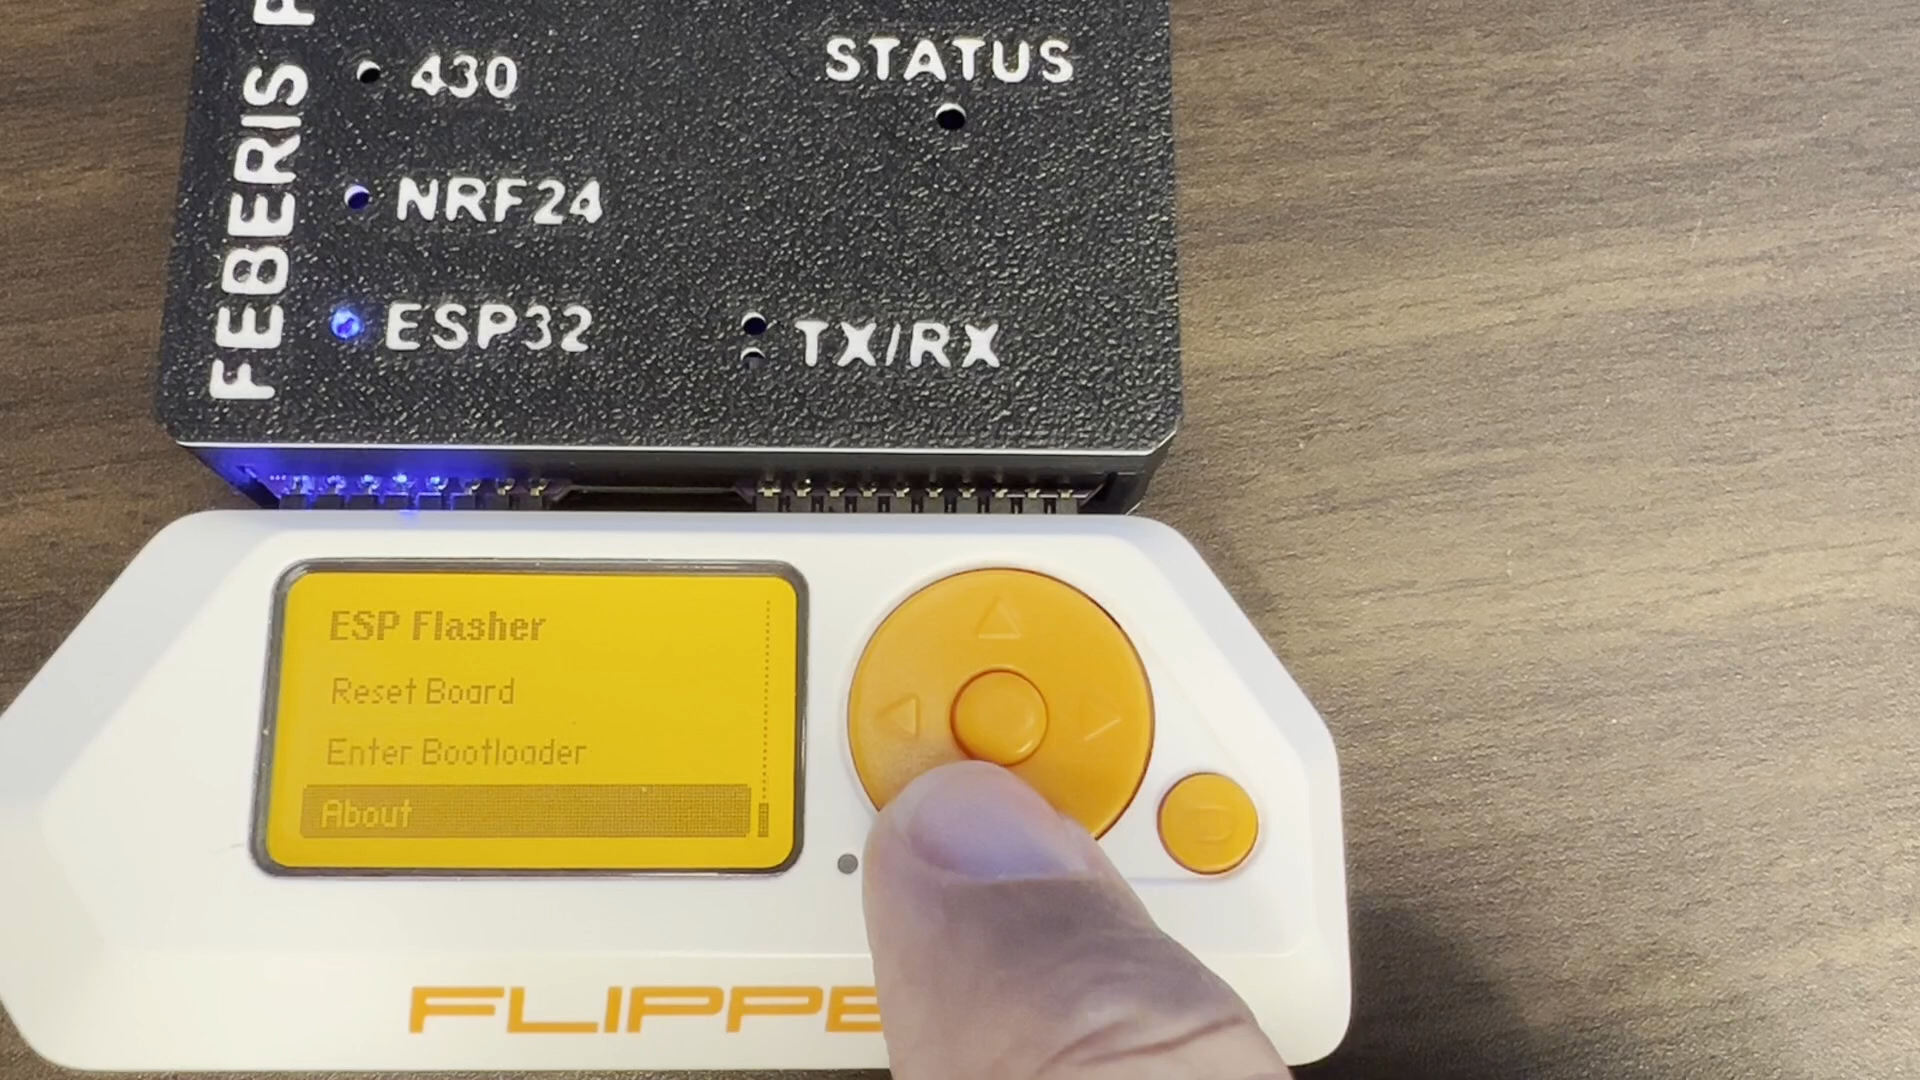 FEBERIS
430
STATUS
NRF24
ESP32
TX/RX
ESP Flasher
Reset Board
Enter Bootloader
About
FLIPPE